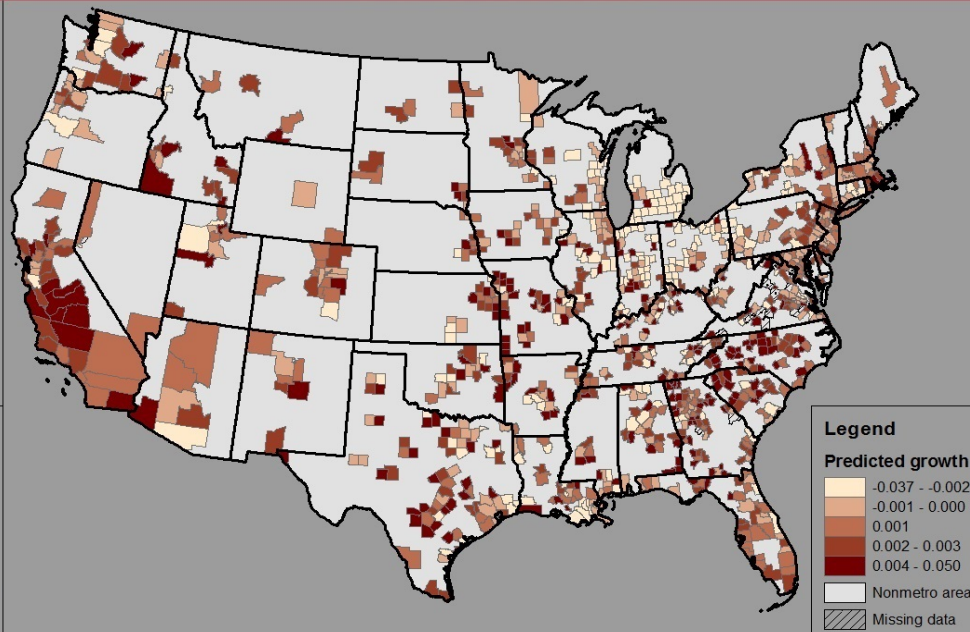 Legend
Predicted growth
-0.037 - -0.002
-0.001 - 0.000
0.001
0.002 - 0.003
0.004 - 0.050
Nonmetro area
Missing data